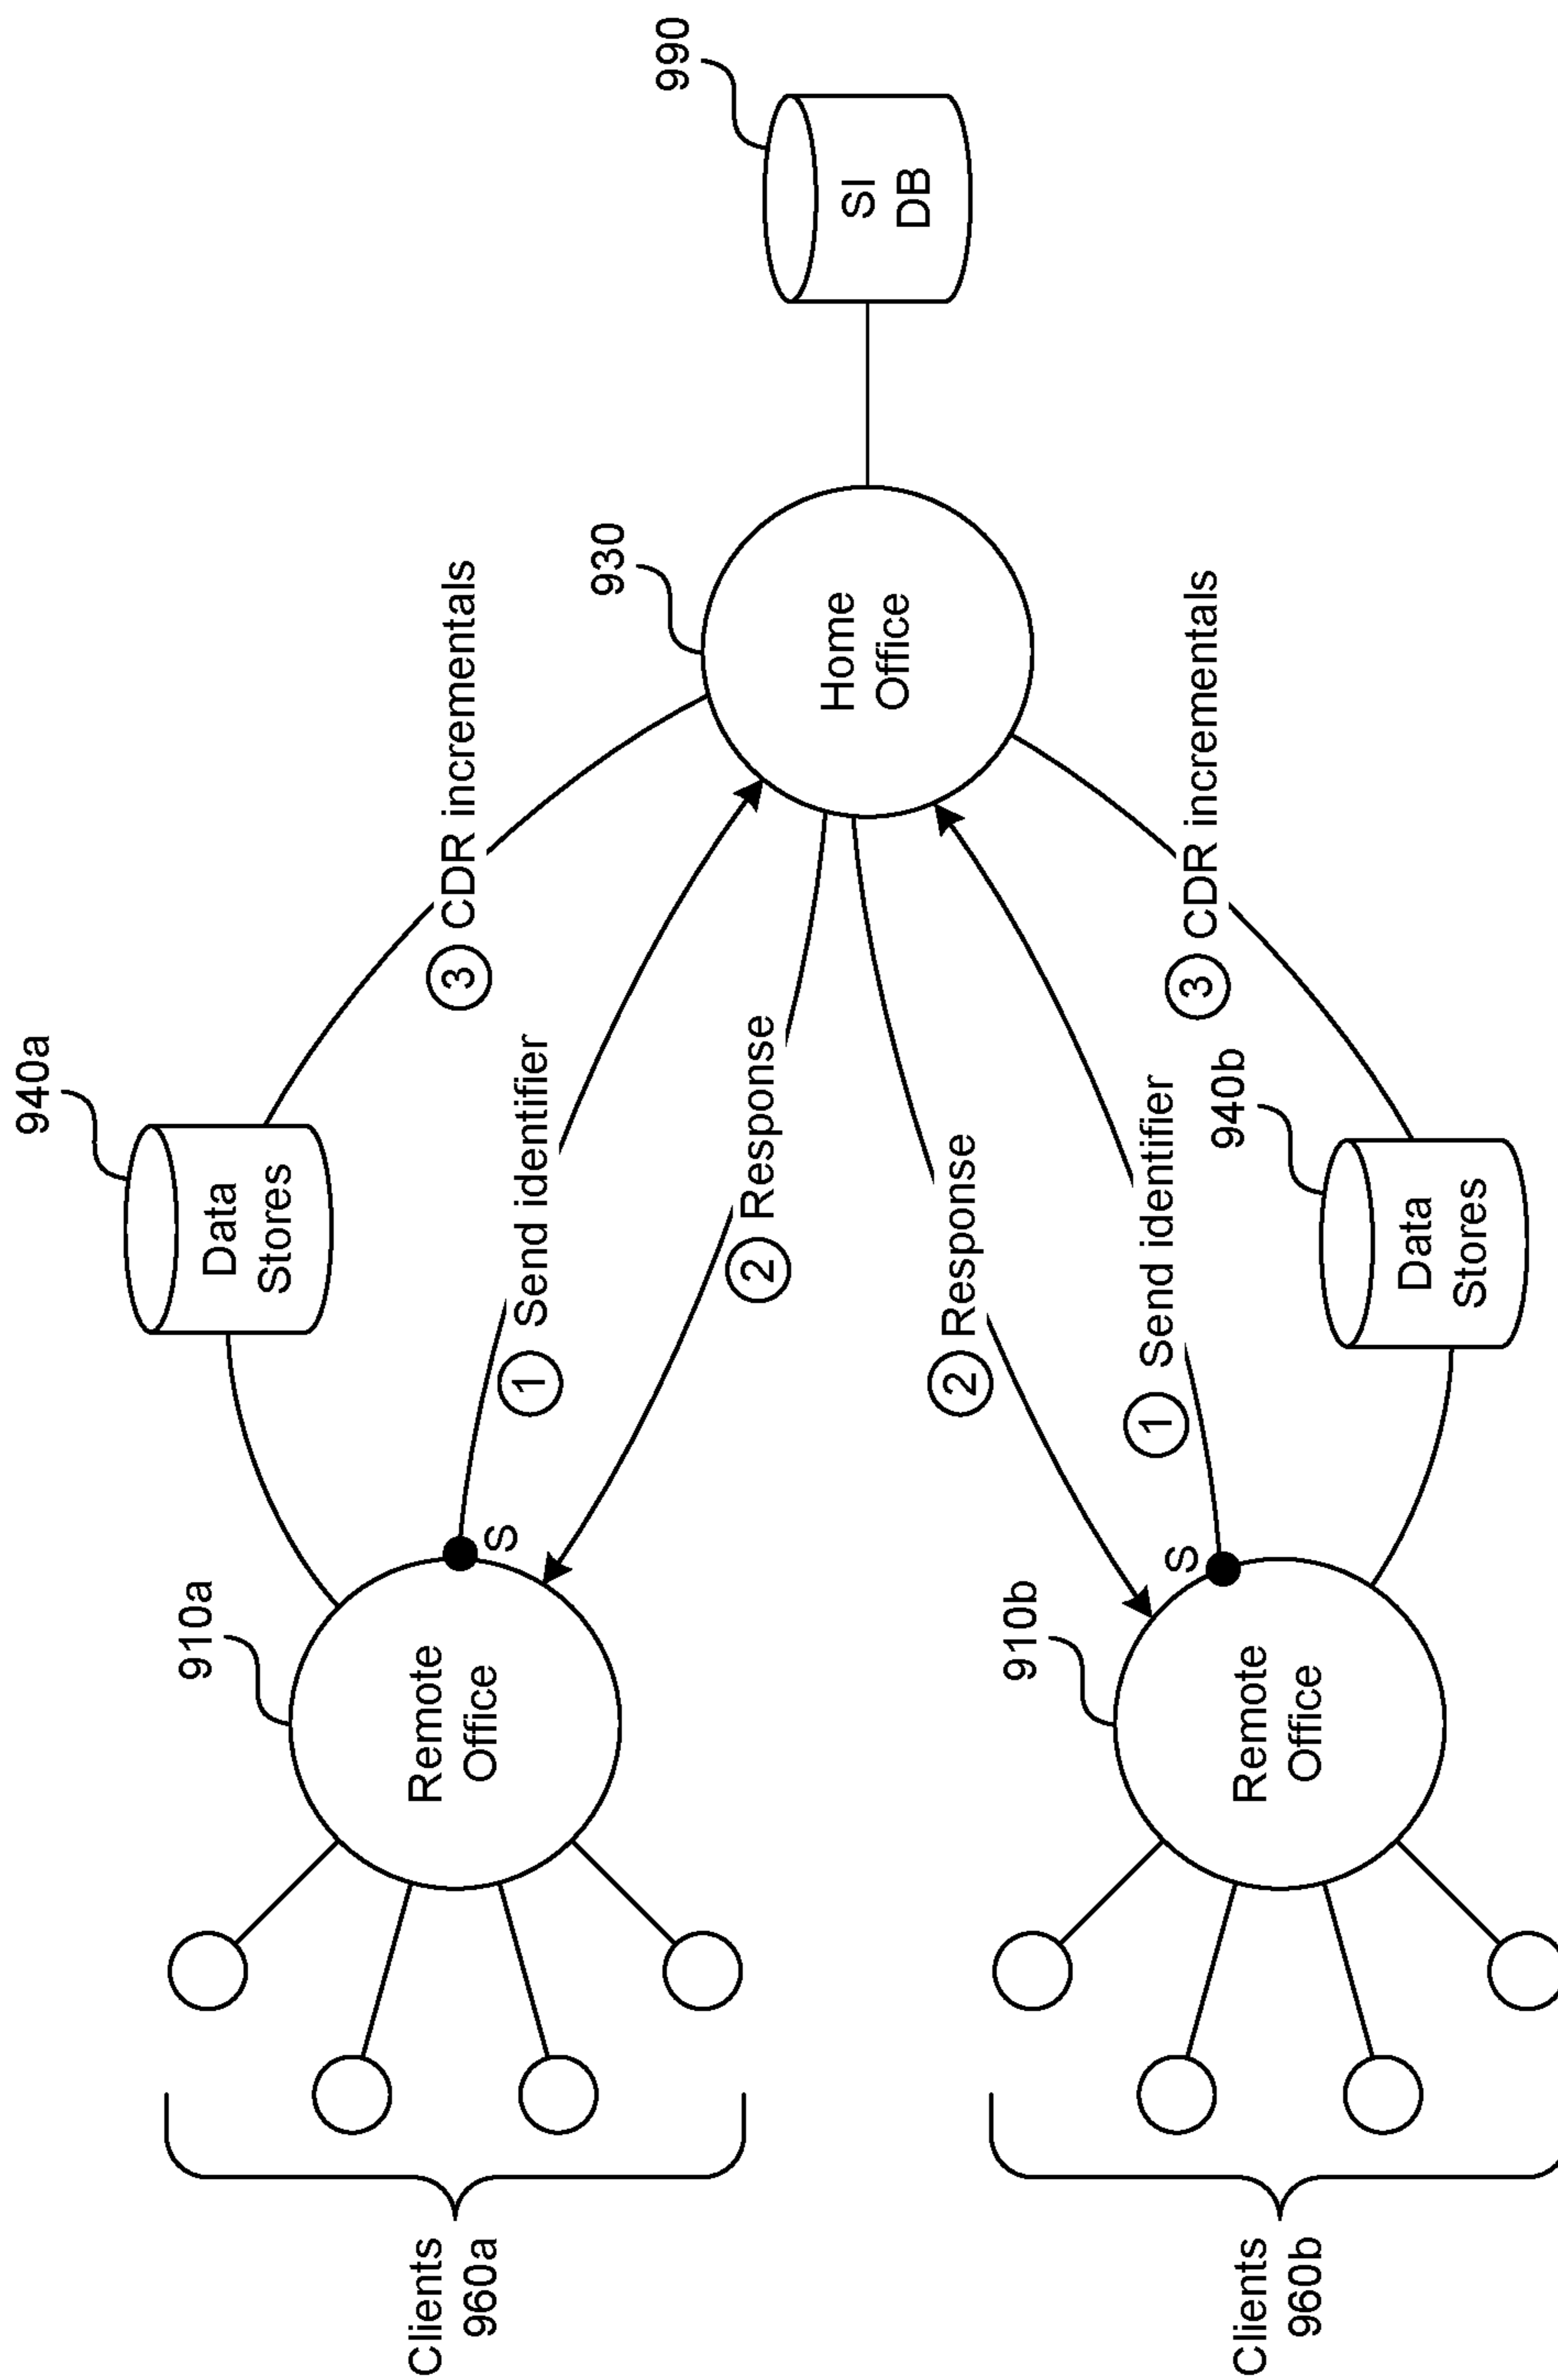 940a
Data
Stores
3 CDR incrementals
910a
Remote
Office
S
1 Send identifier
2 Response
Clients
960a
930
Home
Office
990
SI
DB
910b
Remote
Office
S
2 Response
1 Send identifier
3 CDR incrementals
940b
Data
Stores
Clients
960b